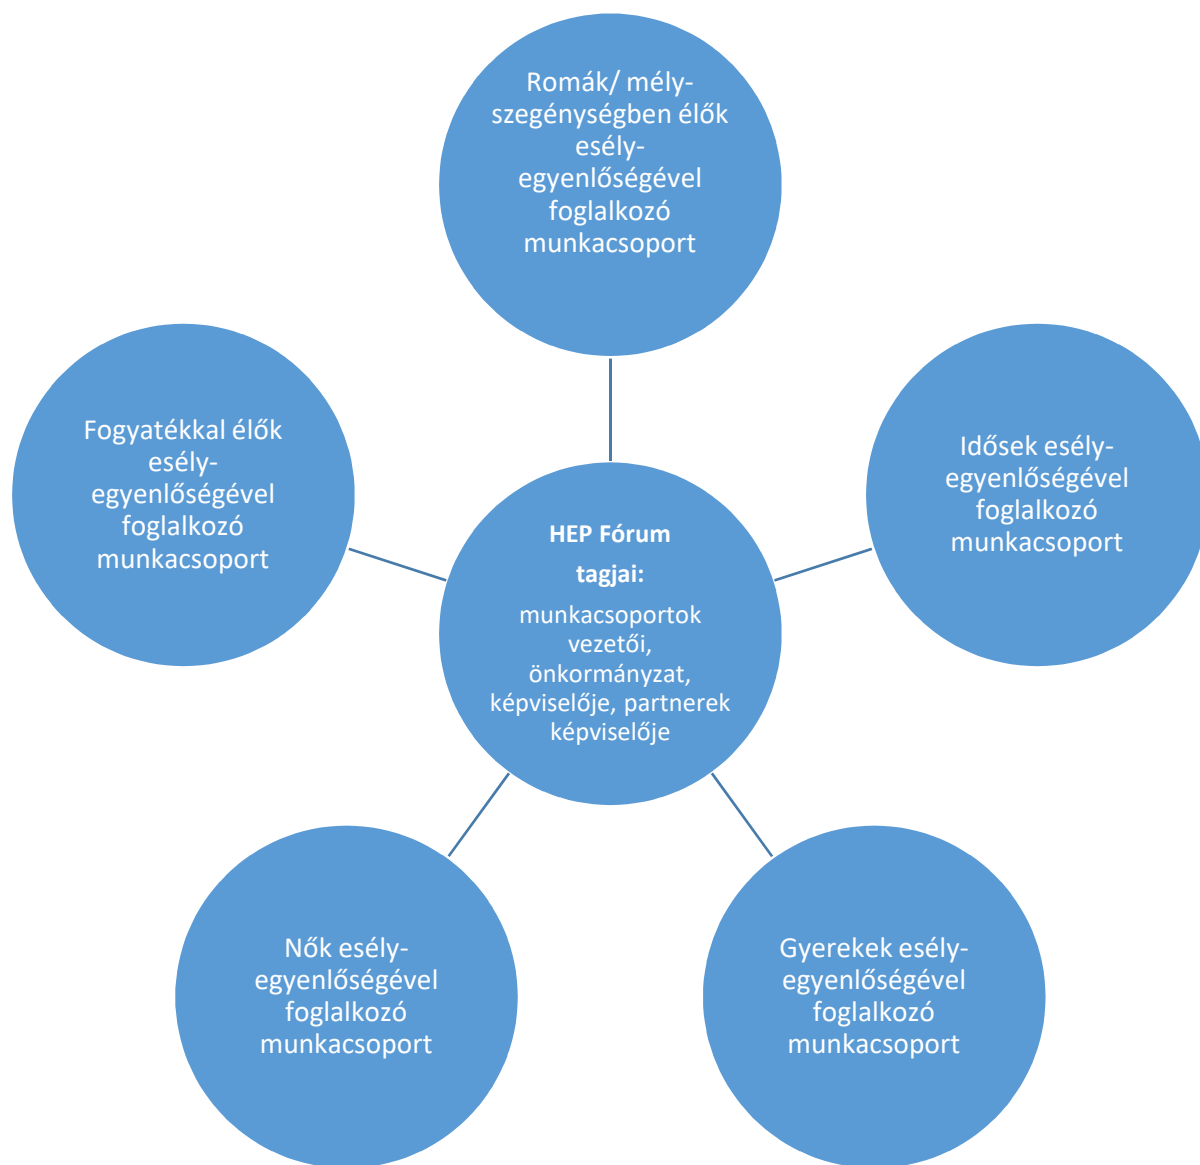 Romák/ mély-
szegénységben élők
esély-
egyenlőségével
foglalkozó
munkacsoport
Fogyatékkal élők
esély-
egyenlőségével
foglalkozó
munkacsoport
Idősek esély-
egyenlőségével
foglalkozó
munkacsoport
HEP Fórum
tagjai:
munkacsoportok
vezetői,
önkormányzat,
képviselője, partnerek
képviselője
Nők esély-
egyenlőségével
foglalkozó
munkacsoport
Gyerekek esély-
egyenlőségével
foglalkozó
munkacsoport